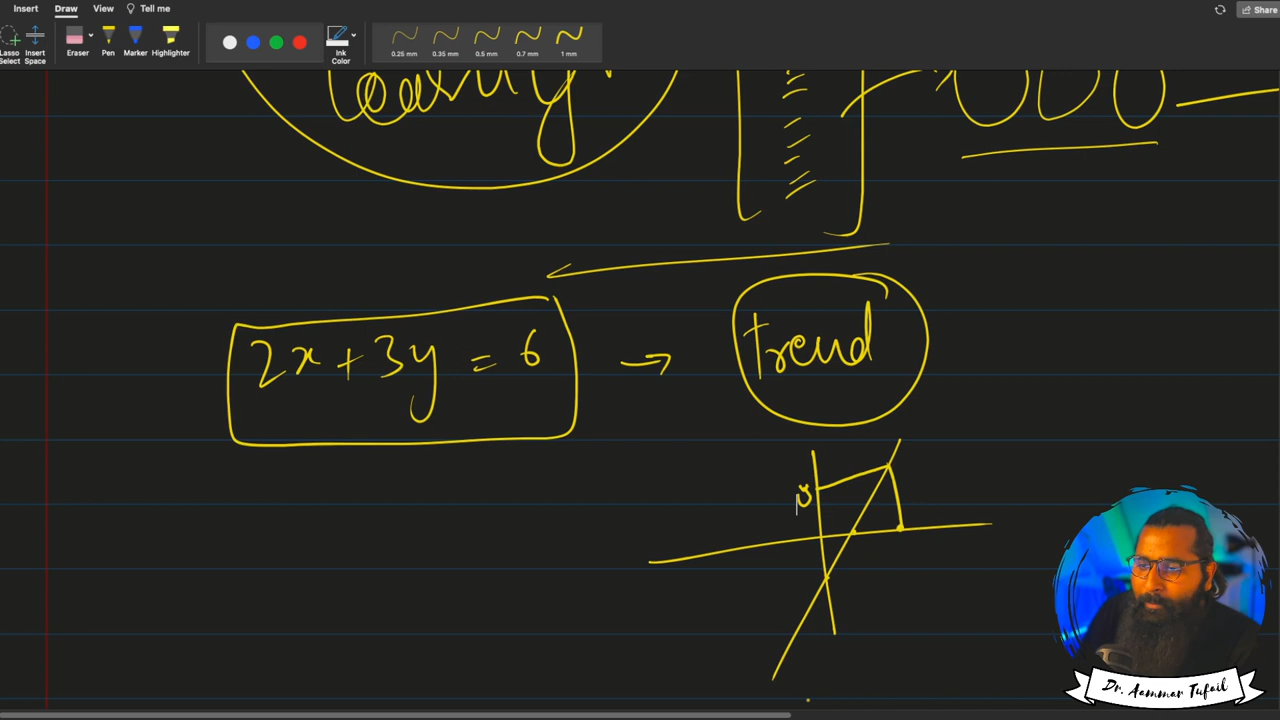 Insert Draw View Tell me
Share
Lasso Select
Insert Space
Eraser
Pen
Marker
Highlighter
Ink Color
0.25 mm
0.35 mm
0.5 mm
0.7 mm
1 mm
2x + 3y = 6 → trend
Dr. Aammar Tufail